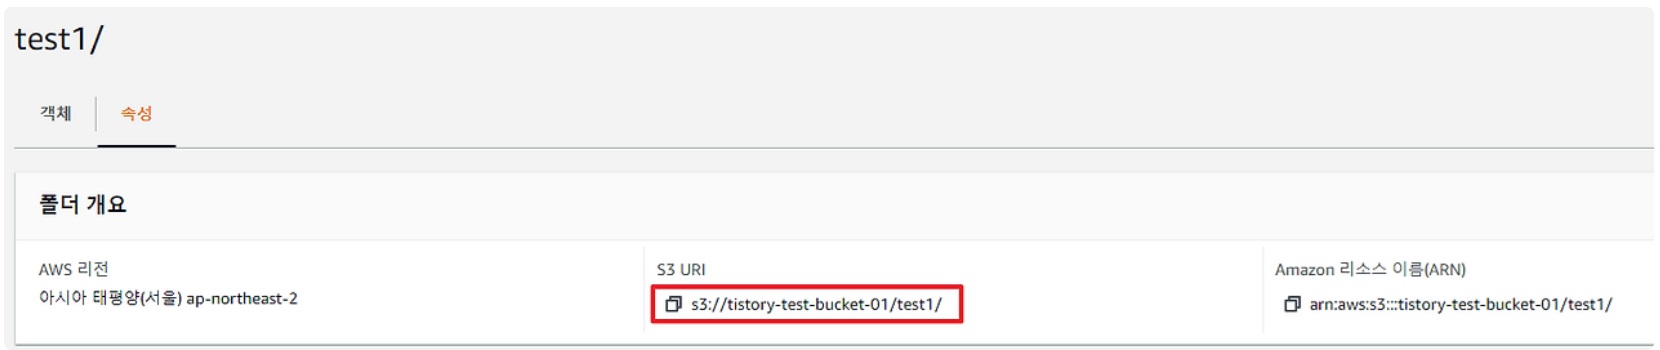 test1/
객체
속성
폴더 개요
AWS 리전
아시아 태평양(서울) ap-northeast-2
S3 URI
s3://tistory-test-bucket-01/test1/
Amazon 리소스 이름(ARN)
arn:aws:s3:::tistory-test-bucket-01/test1/